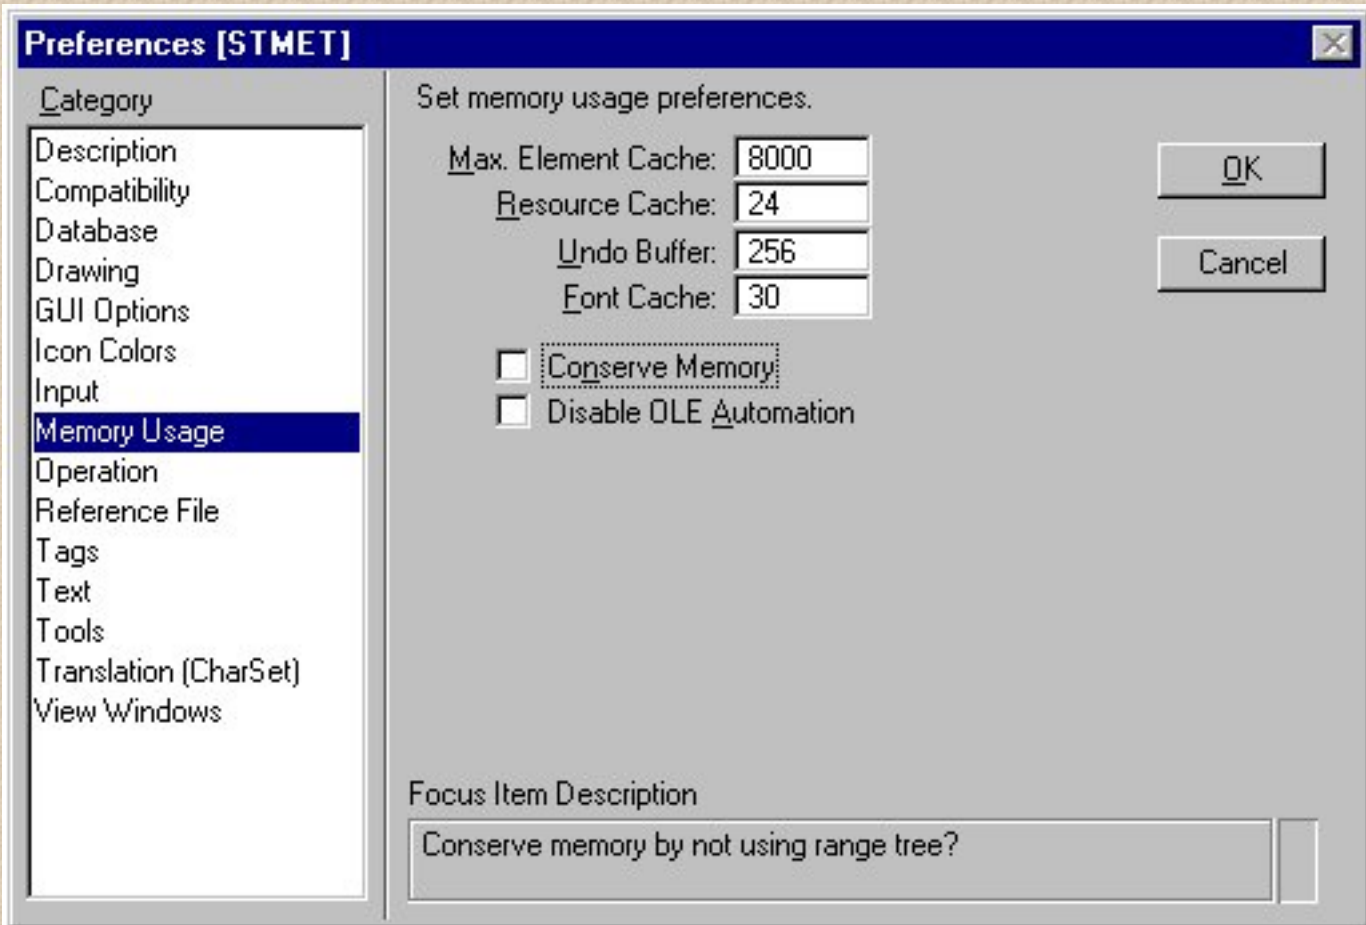 Preferences [STMET]
Category
Description
Compatibility
Database
Drawing
GUI Options
Icon Colors
Input
Memory Usage
Operation
Reference File
Tags
Text
Tools
Translation (CharSet)
View Windows
Set memory usage preferences.
Max. Element Cache: 8000
Resource Cache: 24
Undo Buffer: 256
Font Cache: 30
Conserve Memory
Disable OLE Automation
OK
Cancel
Focus Item Description
Conserve memory by not using range tree?